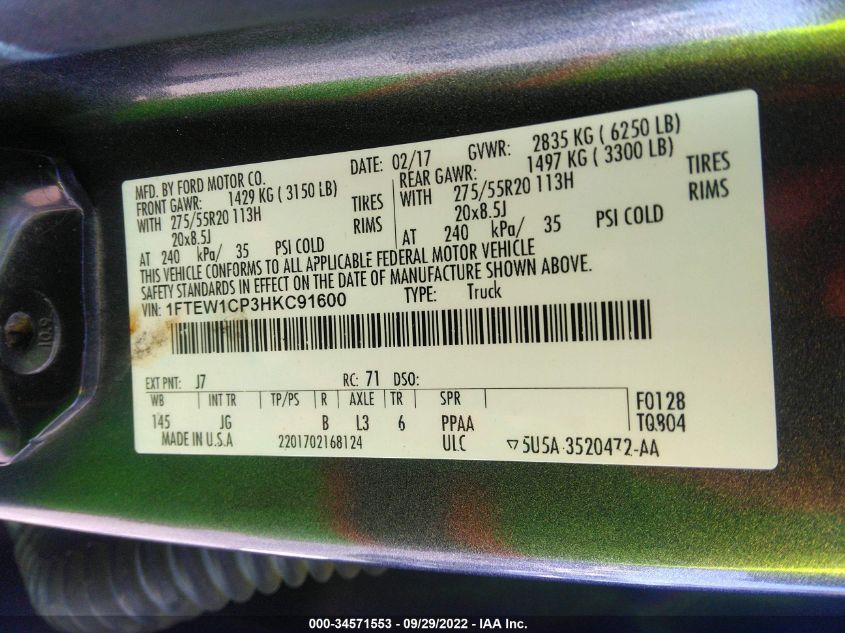 MFD. BY FORD MOTOR CO.
DATE: 02/17 GVWR: 2835 KG ( 6250 LB)
FRONT GAWR: 1429 KG ( 3150 LB) REAR GAWR: 1497 KG ( 3300 LB)
WITH 275/55R20 113H TIRES WITH 275/55R20 113H TIRES
20x8.5J RIMS 20x8.5J RIMS
AT 240 kPa/ 35 PSI COLD AT 240 kPa/ 35 PSI COLD
THIS VEHICLE CONFORMS TO ALL APPLICABLE FEDERAL MOTOR VEHICLE
SAFETY STANDARDS IN EFFECT ON THE DATE OF MANUFACTURE SHOWN ABOVE.
VIN: 1FTEW1CP3HKC91600 TYPE: Truck
EXT PNT: J7 RC: 71 DSO:
WB INT TR TP/PS R AXLE TR SPR F0128
145 JG B L3 6 PPAA TQ804
MADE IN U.S.A 2201702168124 ULC ▽5U5A-3520472-AA
10.9
000-34571553 - 09/29/2022 - IAA Inc.